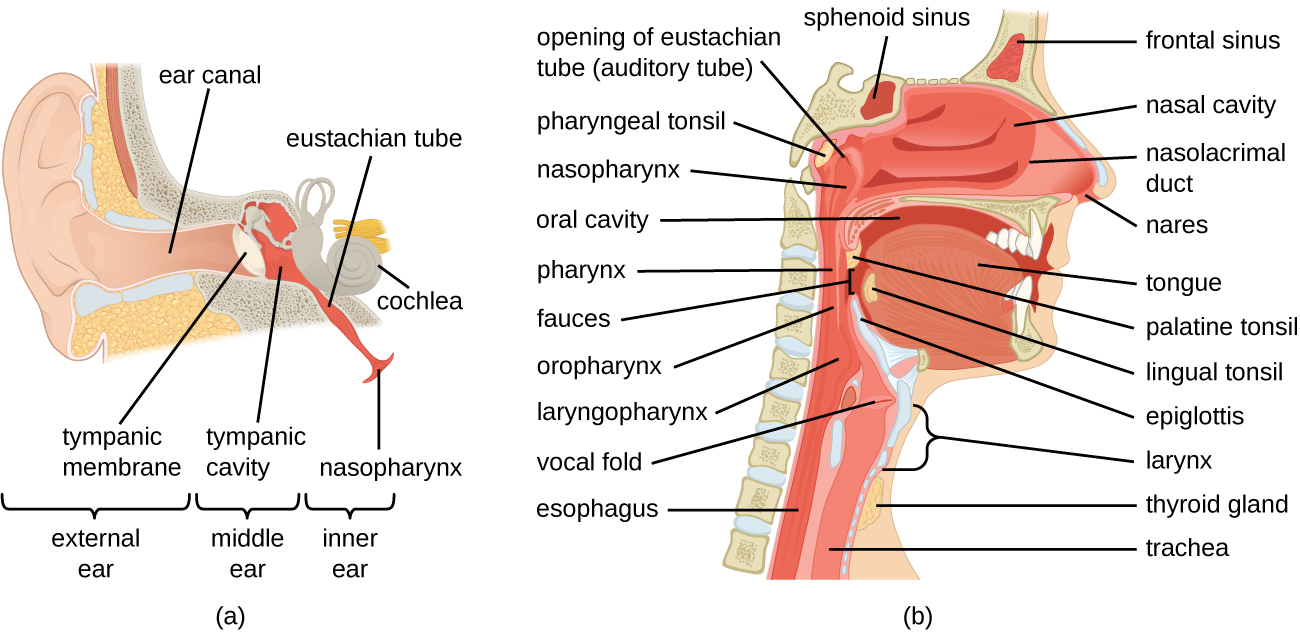 ear canal
eustachian tube
cochlea
tympanic
membrane
tympanic
cavity
nasopharynx
external
ear
middle
ear
inner
ear
(a)
sphenoid sinus
opening of eustachian
tube (auditory tube)
pharyngeal tonsil
nasopharynx
oral cavity
pharynx
fauces
oropharynx
laryngopharynx
vocal fold
esophagus
frontal sinus
nasal cavity
nasolacrimal
duct
nares
tongue
palatine tonsil
lingual tonsil
epiglottis
larynx
thyroid gland
trachea
(b)